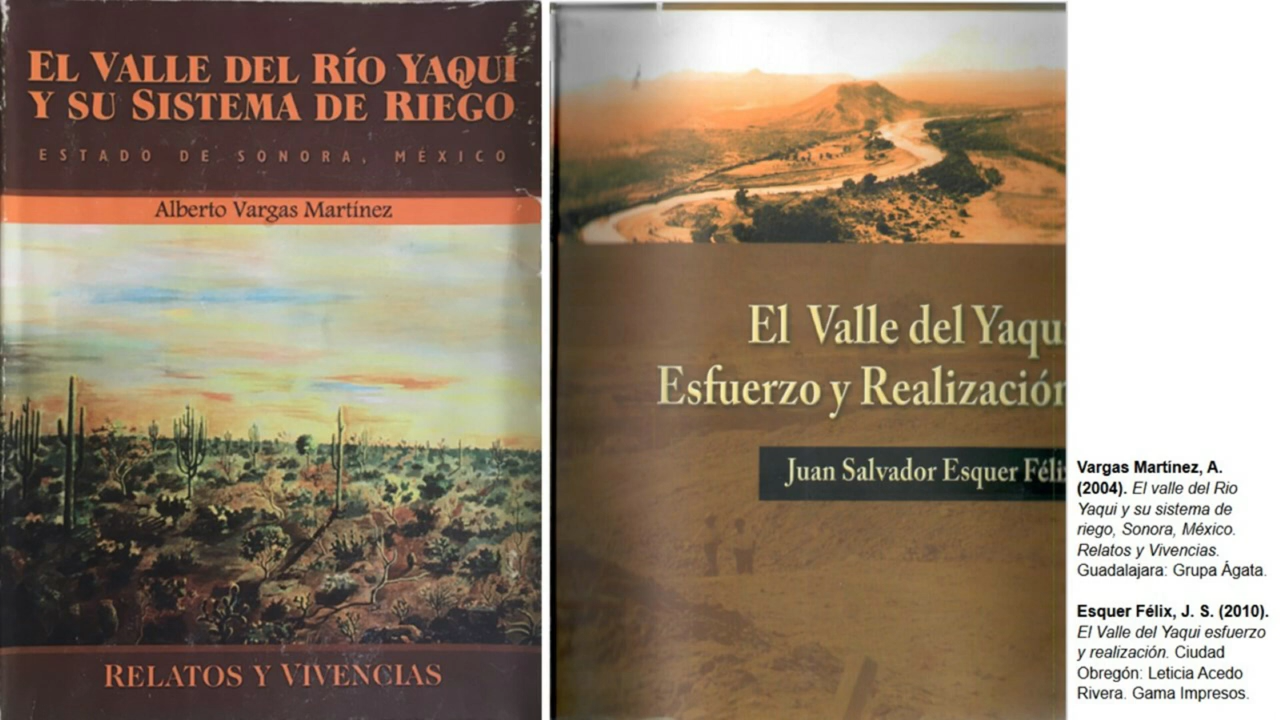 EL VALLE DEL RÍO YAQUI
Y SU SISTEMA DE RIEGO
ESTADO DE SONORA, MÉXICO
Alberto Vargas Martínez
RELATOS Y VIVENCIAS
El Valle del Yaqui
Esfuerzo y Realización
Juan Salvador Esquer Félix
Vargas Martínez, A.
(2004). El valle del Rio
Yaqui y su sistema de
riego, Sonora, México.
Relatos y Vivencias.
Guadalajara: Grupa Ágata.
Esquer Félix, J. S. (2010).
El Valle del Yaqui esfuerzo
y realización. Ciudad
Obregón: Leticia Acedo
Rivera. Gama Impresos.